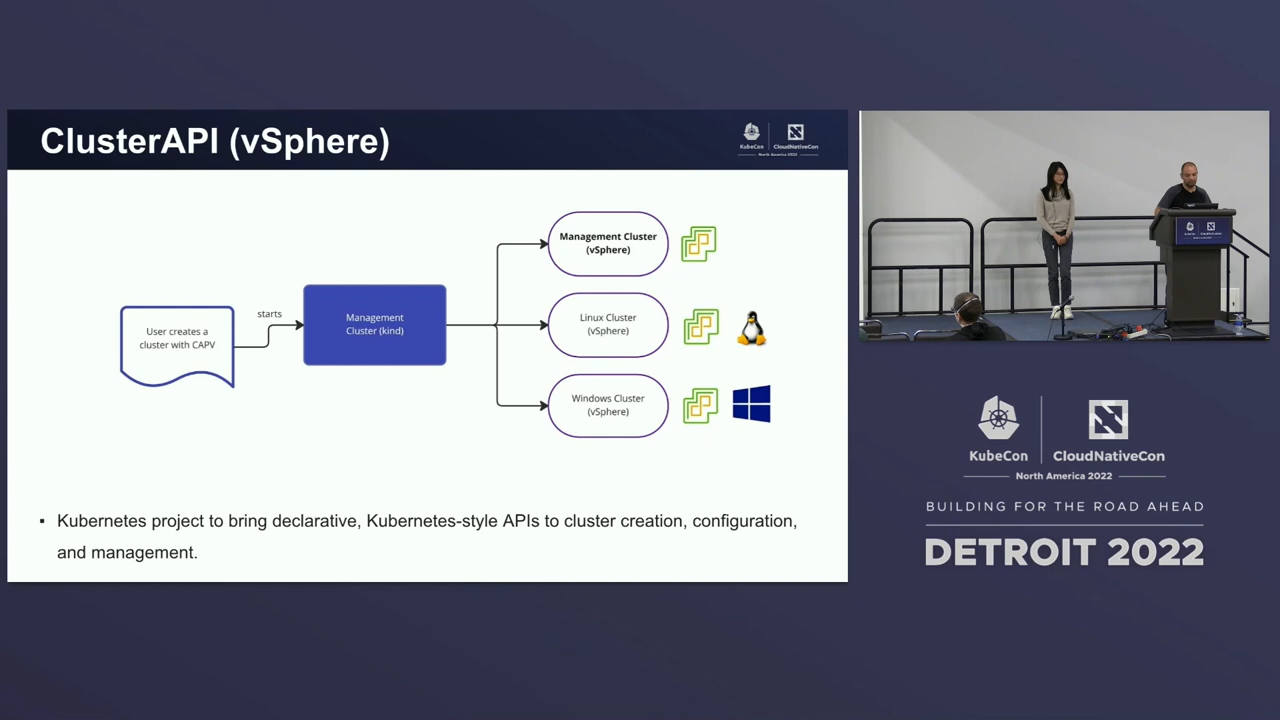 ClusterAPI (vSphere)
KubeCon
CloudNativeCon
North America 2022
User creates a
cluster with CAPV
starts
Management
Cluster (kind)
Management Cluster
(vSphere)
Linux Cluster
(vSphere)
Windows Cluster
(vSphere)
▪ Kubernetes project to bring declarative, Kubernetes-style APIs to cluster creation, configuration,
and management.
KubeCon
CloudNativeCon
KubeCon
CloudNativeCon
North America 2022
BUILDING FOR THE ROAD AHEAD
DETROIT 2022